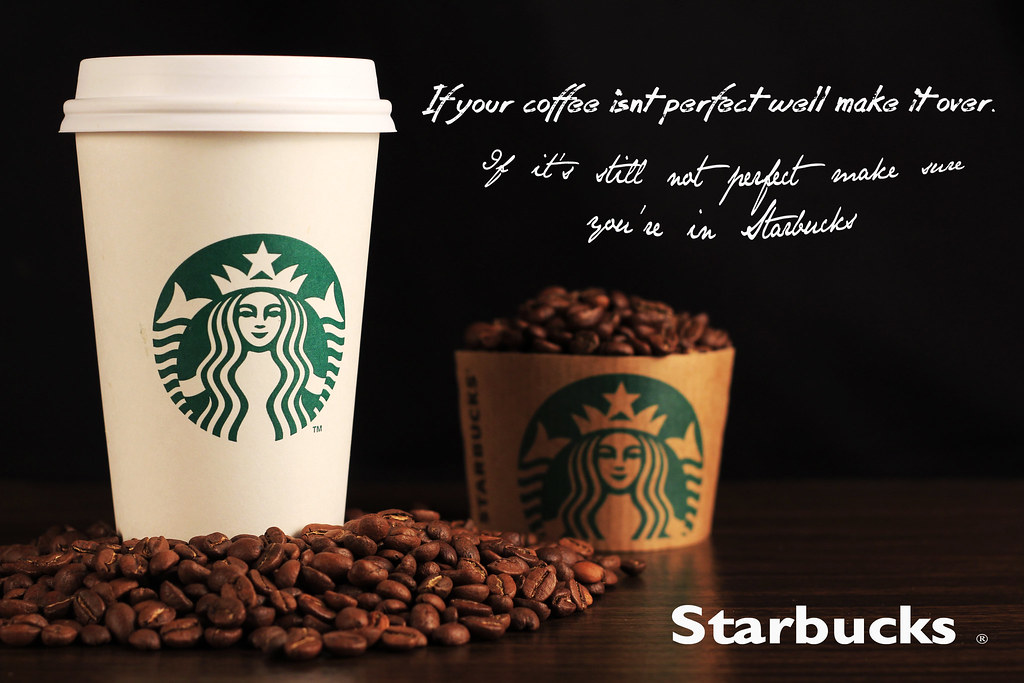 If your coffee isnt perfect well make it over.
If it's still not perfect make sure
you're in Starbucks
TM
STARBUCKS
Starbucks ®